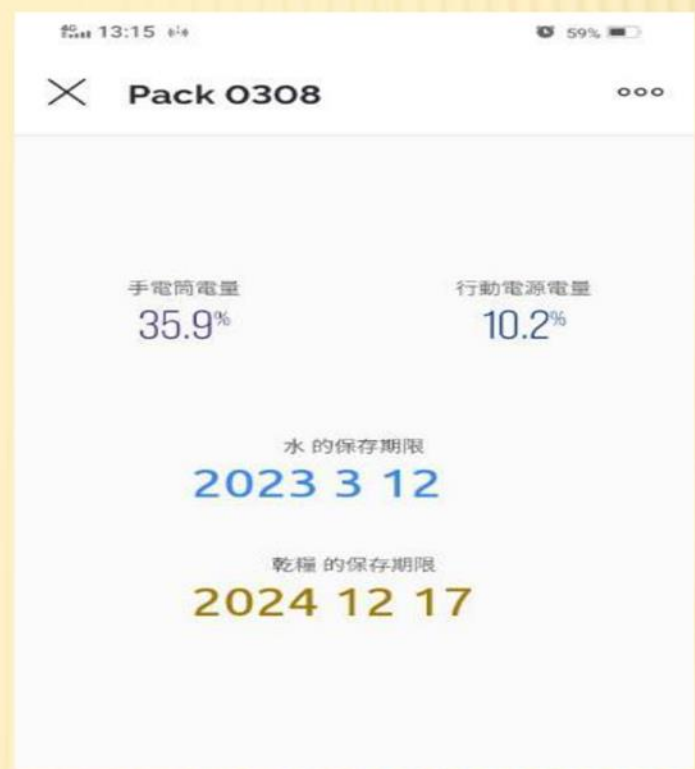 4G 13:15 59%
Pack 0308
手電筒電量 行動電源電量
35.9% 10.2%
水 的保存期限
2023 3 12
乾糧 的保存期限
2024 12 17